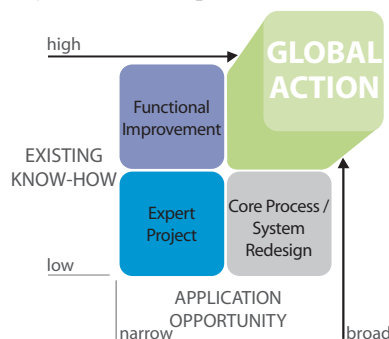 high
GLOBAL
ACTION
Functional
Improvement
EXISTING
KNOW-HOW
Expert
Project
Core Process /
System
Redesign
low
APPLICATION
OPPORTUNITY
narrow
broad